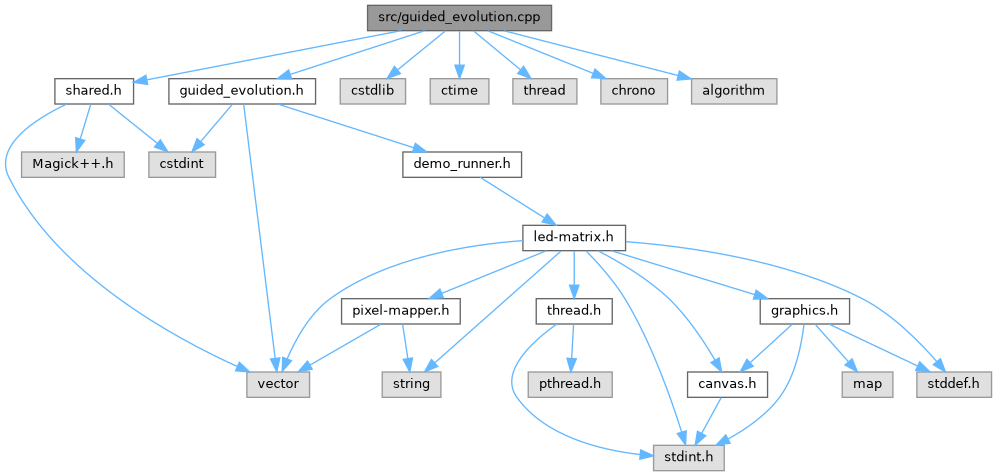 src/guided_evolution.cpp
shared.h
guided_evolution.h
cstdlib
ctime
thread
chrono
algorithm
Magick++.h
cstdint
demo_runner.h
led-matrix.h
pixel-mapper.h
thread.h
graphics.h
vector
string
pthread.h
canvas.h
map
stddef.h
stdint.h